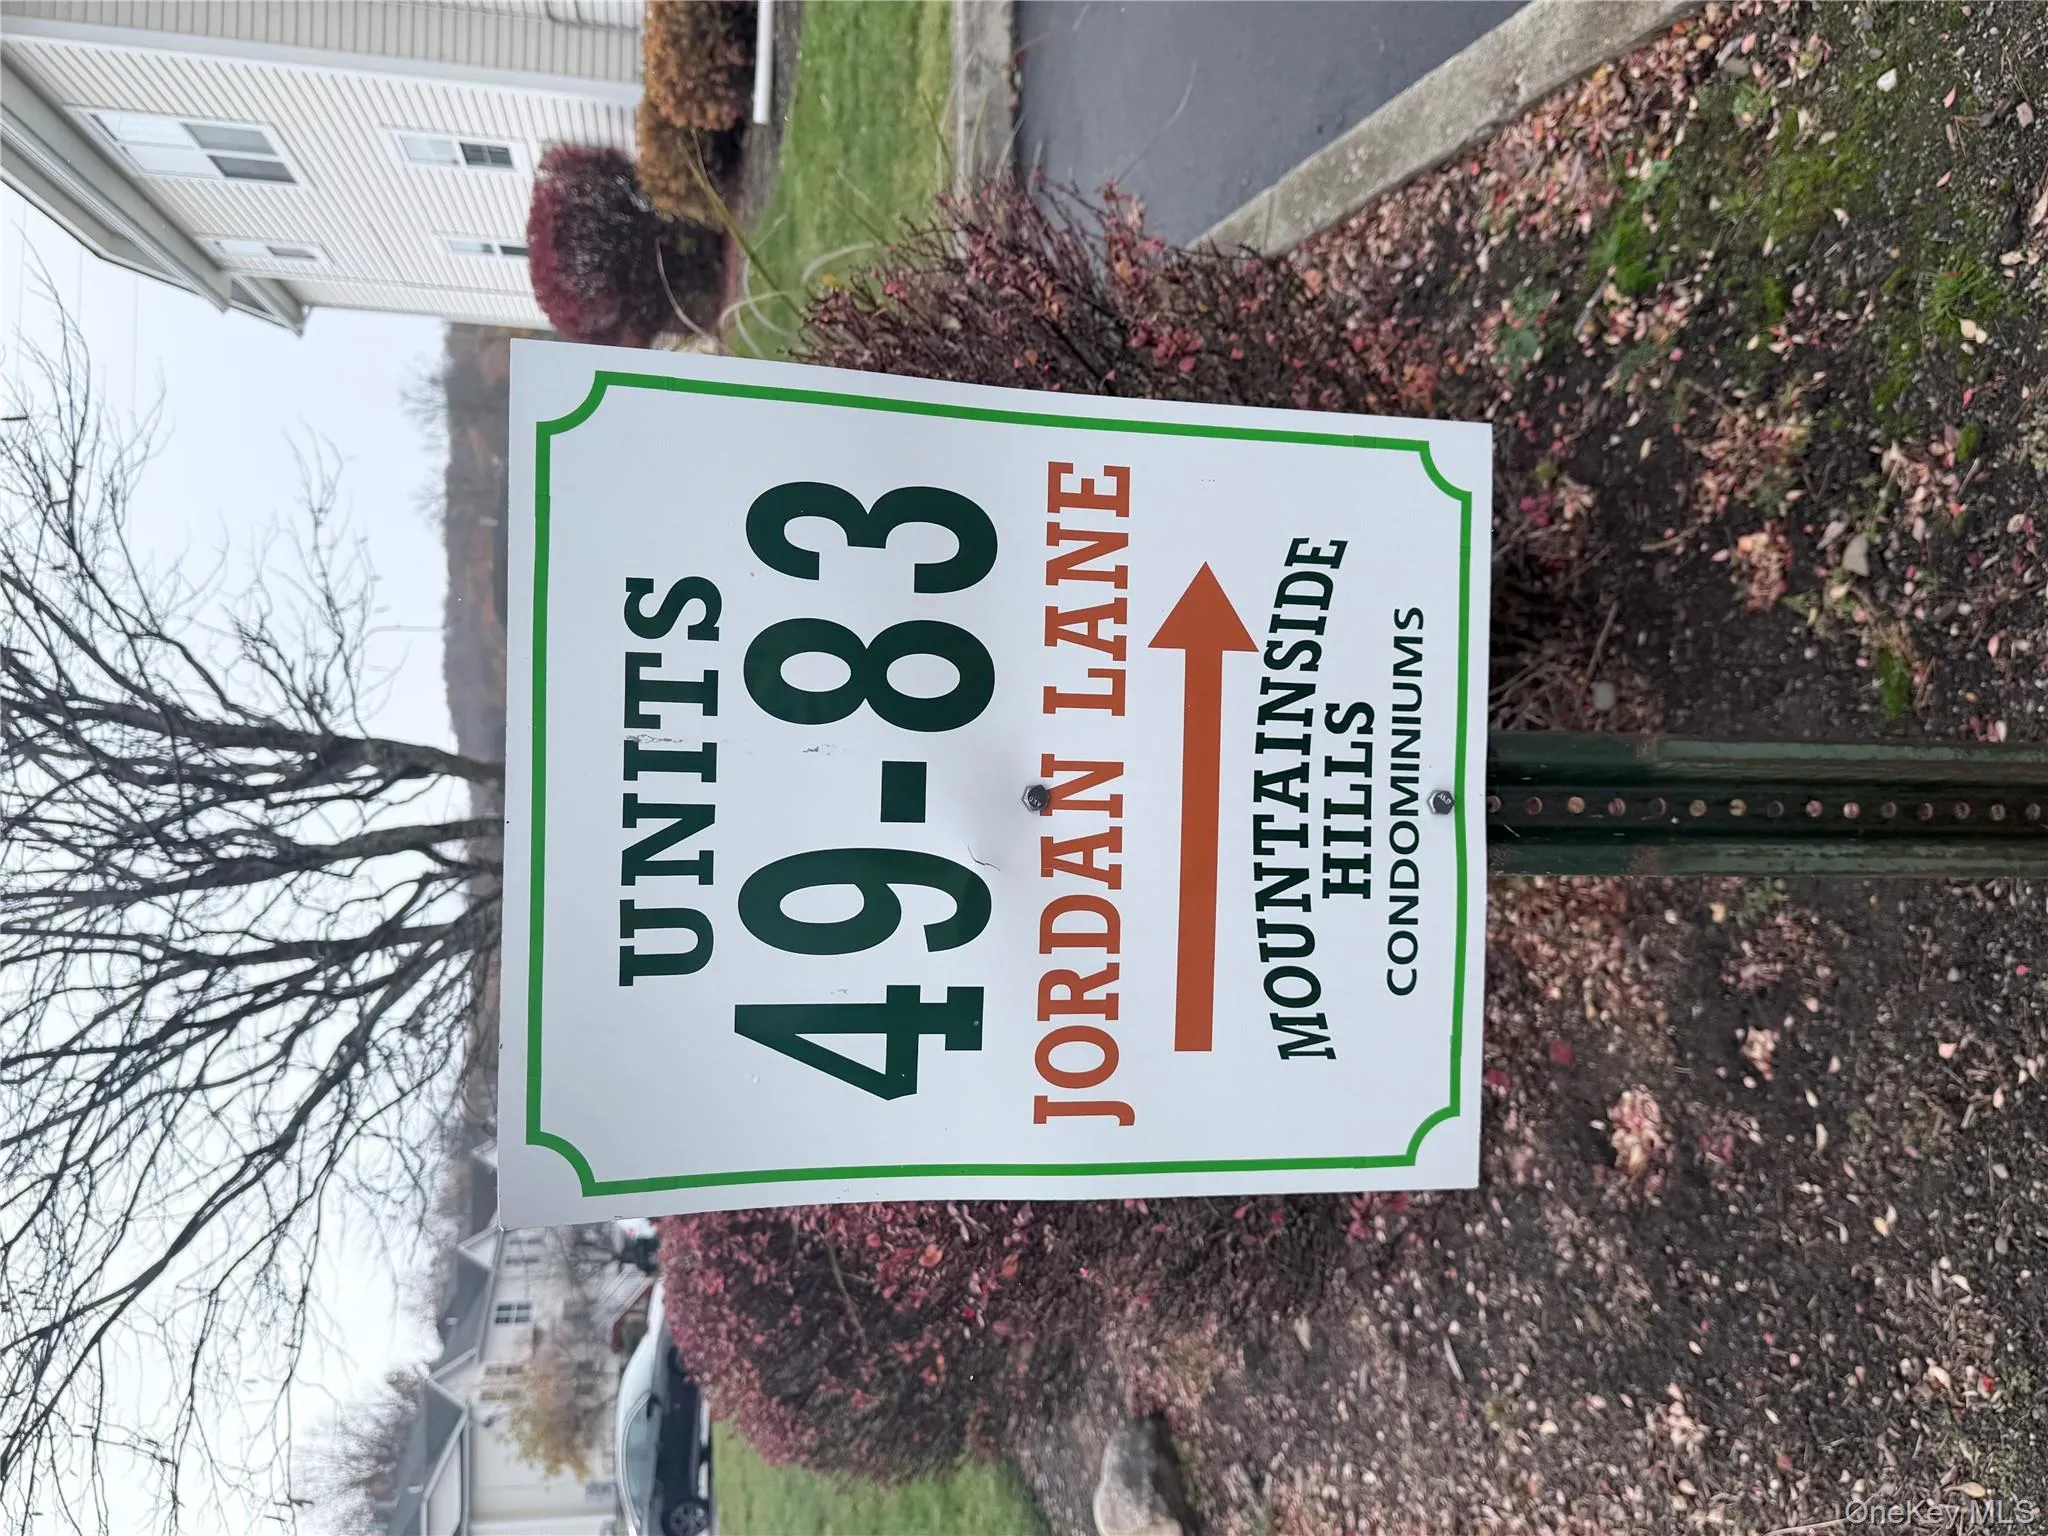 UNITS
49-83
JORDAN LANE
MOUNTAINSIDE
HILLS
CONDOMINIUMS
OneKey MLS